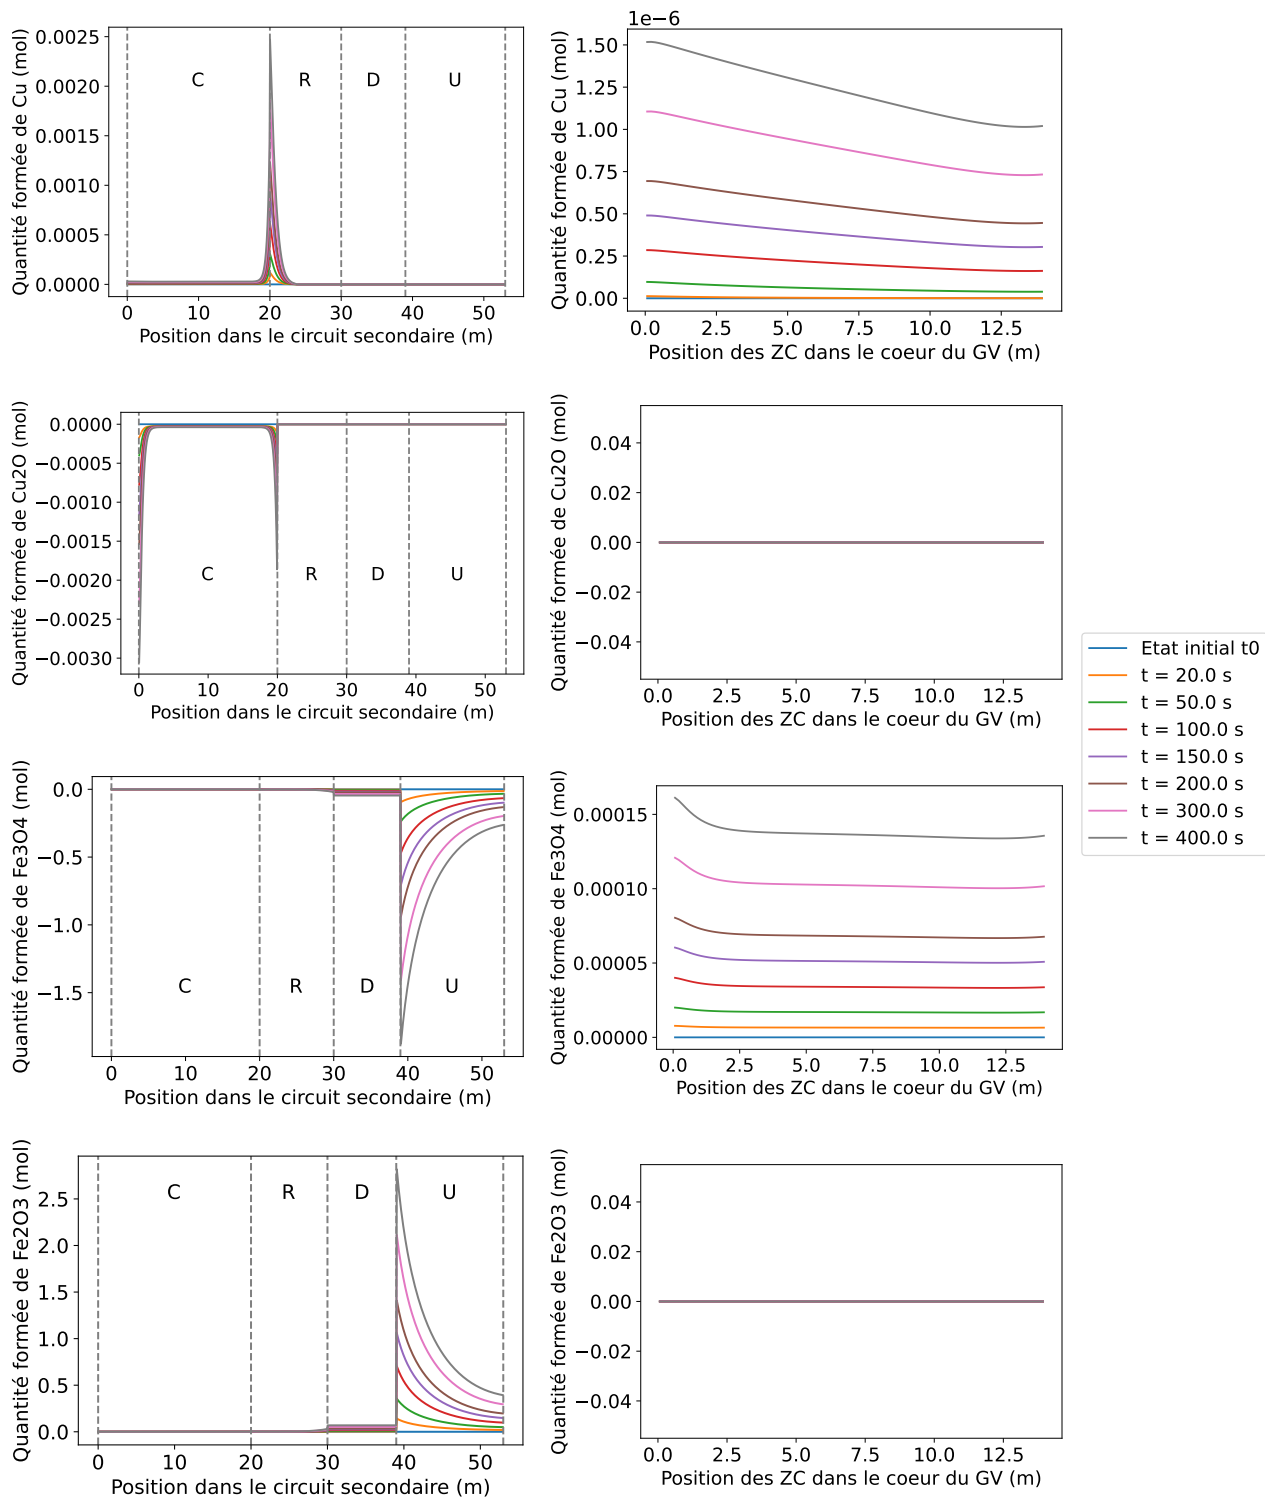 Quantité formée de Cu (mol)
0.0025
0.0020
0.0015
0.0010
0.0005
0.0000
C R D U
0 10 20 30 40 50
Position dans le circuit secondaire (m)
1e−6
Quantité formée de Cu (mol)
1.50
1.25
1.00
0.75
0.50
0.25
0.00
0.0 2.5 5.0 7.5 10.0 12.5
Position des ZC dans le coeur du GV (m)
Quantité formée de Cu2O (mol)
0.0000
−0.0005
−0.0010
−0.0015
−0.0020
−0.0025
−0.0030
C R D U
0 10 20 30 40 50
Position dans le circuit secondaire (m)
Quantité formée de Cu2O (mol)
0.04
0.02
0.00
−0.02
−0.04
0.0 2.5 5.0 7.5 10.0 12.5
Position des ZC dans le coeur du GV (m)
Etat initial t0
t = 20.0 s
t = 50.0 s
t = 100.0 s
t = 150.0 s
t = 200.0 s
t = 300.0 s
t = 400.0 s
Quantité formée de Fe3O4 (mol)
0.0
−0.5
−1.0
−1.5
C R D U
0 10 20 30 40 50
Position dans le circuit secondaire (m)
Quantité formée de Fe3O4 (mol)
0.00015
0.00010
0.00005
0.00000
0.0 2.5 5.0 7.5 10.0 12.5
Position des ZC dans le coeur du GV (m)
Quantité formée de Fe2O3 (mol)
2.5
2.0
1.5
1.0
0.5
0.0
C R D U
0 10 20 30 40 50
Position dans le circuit secondaire (m)
Quantité formée de Fe2O3 (mol)
0.04
0.02
0.00
−0.02
−0.04
0.0 2.5 5.0 7.5 10.0 12.5
Position des ZC dans le coeur du GV (m)